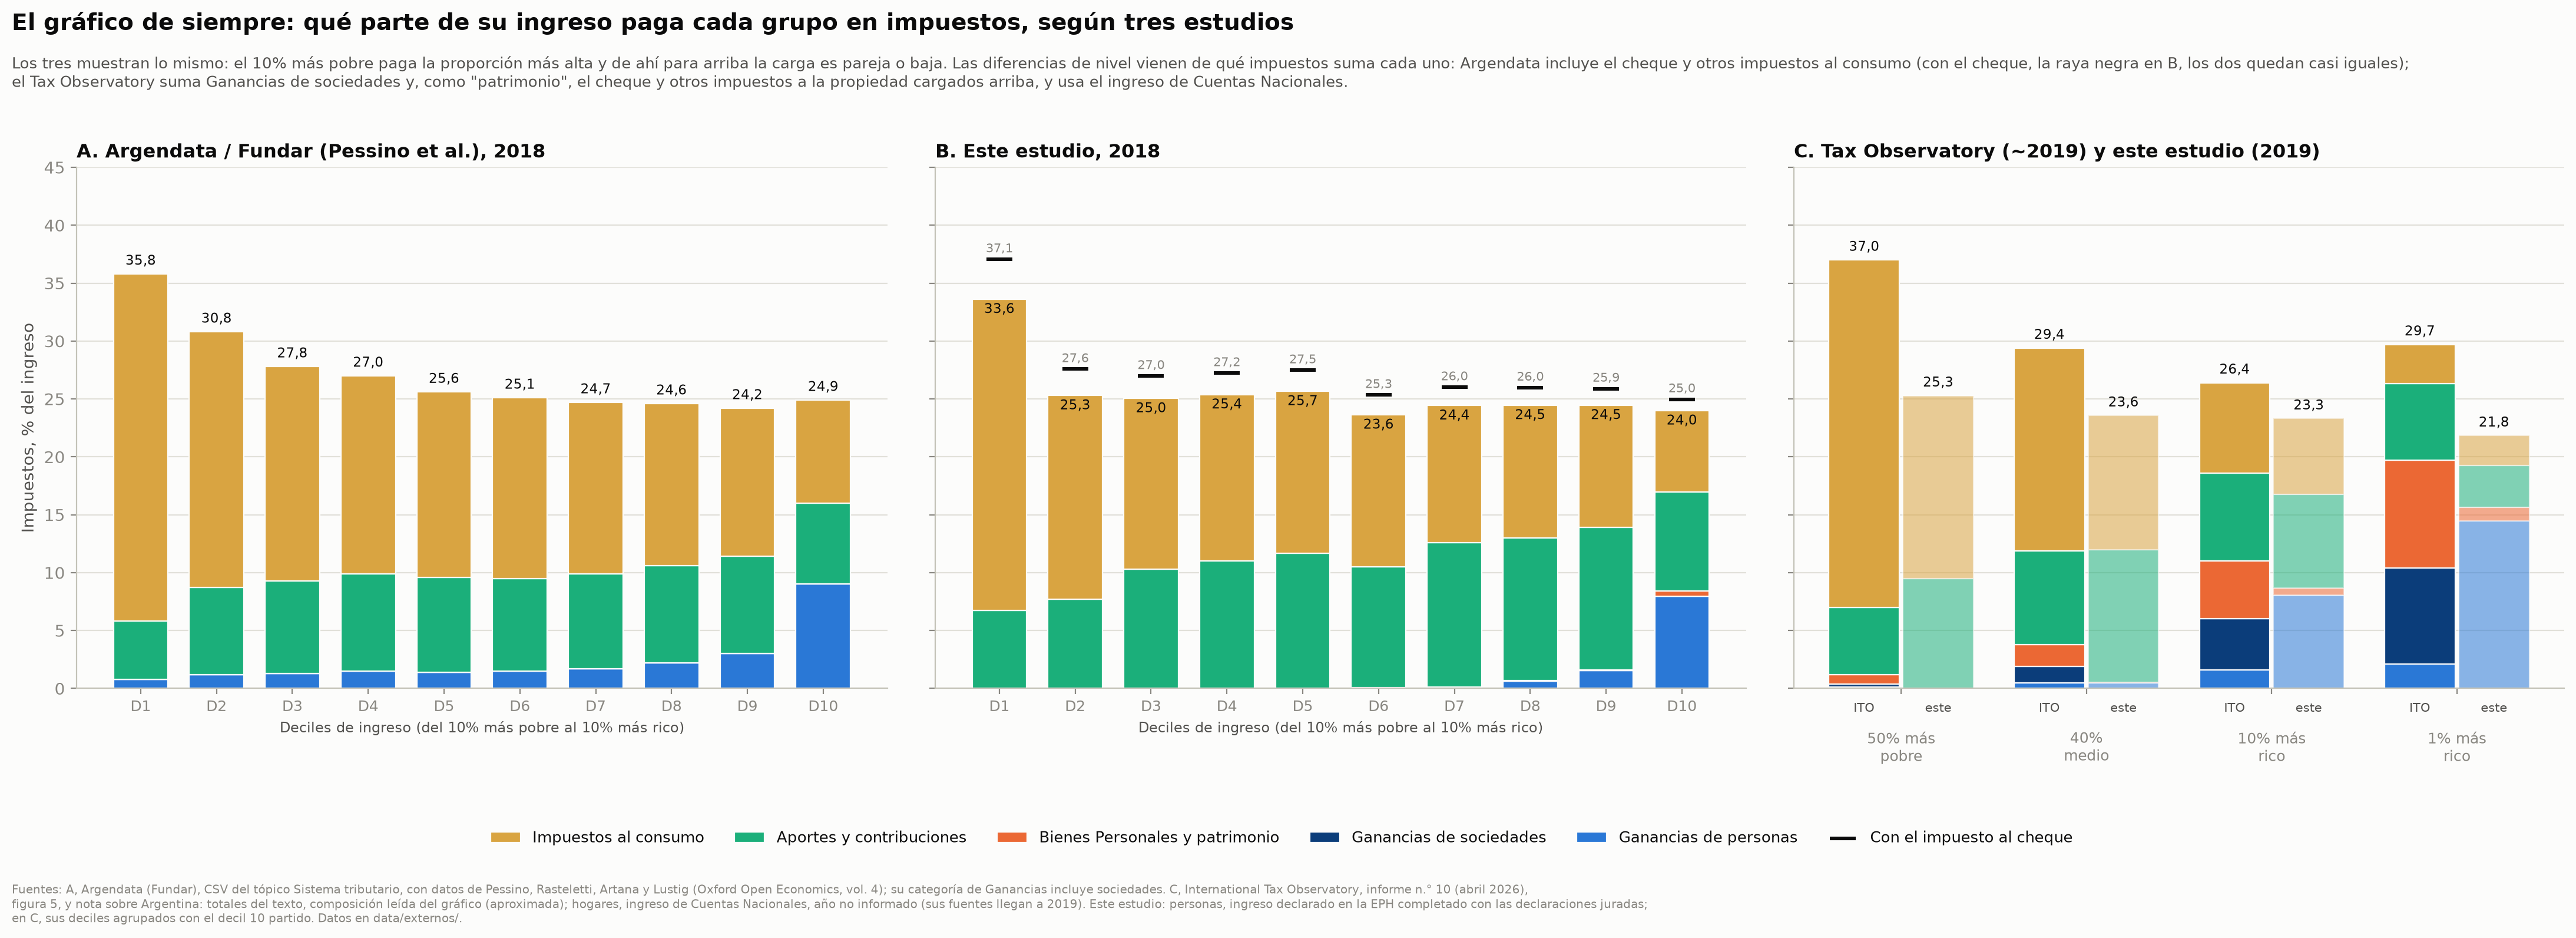 El gráfico de siempre: qué parte de su ingreso paga cada grupo en impuestos, según tres estudios
Los tres muestran lo mismo: el 10% más pobre paga la proporción más alta y de ahí para arriba la carga es pareja o baja. Las diferencias de nivel vienen de qué impuestos suma cada uno: Argendata incluye el cheque y otros impuestos al consumo (con el cheque, la raya negra en B, los dos quedan casi iguales);
el Tax Observatory suma Ganancias de sociedades y, como "patrimonio", el cheque y otros impuestos a la propiedad cargados arriba, y usa el ingreso de Cuentas Nacionales.
A. Argendata / Fundar (Pessino et al.), 2018
Impuestos, % del ingreso
45
40
35
30
25
20
15
10
5
0
35,8
30,8
27,8
27,0
25,6
25,1
24,7
24,6
24,2
24,9
D1 D2 D3 D4 D5 D6 D7 D8 D9 D10
Deciles de ingreso (del 10% más pobre al 10% más rico)
B. Este estudio, 2018
37,1
27,6
27,0
27,2
27,5
25,3
26,0
26,0
25,9
25,0
33,6
25,3
25,0
25,4
25,7
23,6
24,4
24,5
24,5
24,0
D1 D2 D3 D4 D5 D6 D7 D8 D9 D10
Deciles de ingreso (del 10% más pobre al 10% más rico)
C. Tax Observatory (~2019) y este estudio (2019)
37,0
25,3
29,4
23,6
26,4
23,3
29,7
21,8
ITO este ITO este ITO este ITO este
50% más
pobre
40%
medio
10% más
rico
1% más
rico
Impuestos al consumo
Aportes y contribuciones
Bienes Personales y patrimonio
Ganancias de sociedades
Ganancias de personas
Con el impuesto al cheque
Fuentes: A, Argendata (Fundar), CSV del tópico Sistema tributario, con datos de Pessino, Rasteletti, Artana y Lustig (Oxford Open Economics, vol. 4); su categoría de Ganancias incluye sociedades. C, International Tax Observatory, informe n.° 10 (abril 2026),
figura 5, y nota sobre Argentina: totales del texto, composición leída del gráfico (aproximada); hogares, ingreso de Cuentas Nacionales, año no informado (sus fuentes llegan a 2019). Este estudio: personas, ingreso declarado en la EPH completado con las declaraciones juradas;
en C, sus deciles agrupados con el decil 10 partido. Datos en data/externos/.